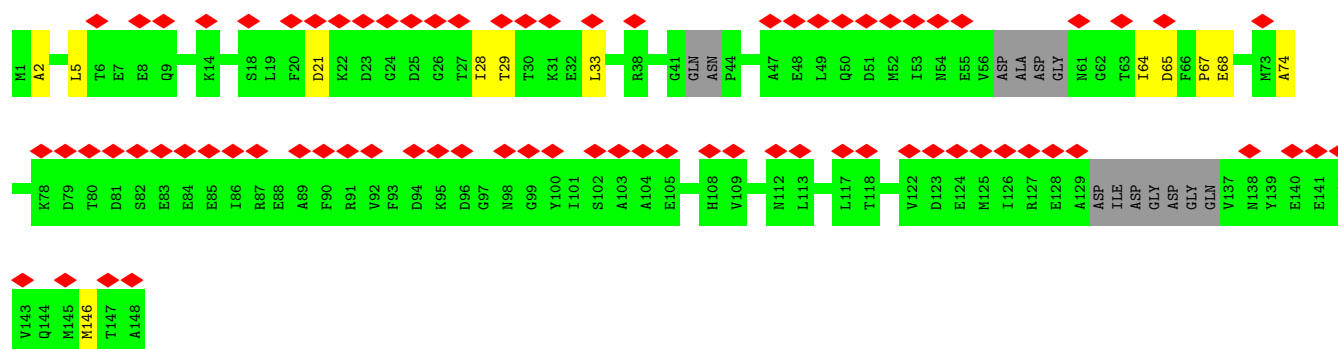 M1 A2 L5 T6 E7 E8 Q9 K14 S18 L19 F20 D21 K22 D23 G24 D25 G26 T27 I28 T29 T30 K31 E32 L33 R38 G41 GLN ASN P44 A47 E48 L49 Q50 D51 M52 I53 N54 E55 V56 ASP ALA ASP GLY N61 G62 T63 I64 D65 F66 P67 E68 M73 A74
K78 D79 T80 D81 S82 E83 E84 E85 I86 R87 E88 A89 F90 R91 V92 F93 D94 K95 D96 G97 N98 G99 Y100 I101 S102 A103 A104 E105 H108 V109 N112 L113 L117 T118 V122 D123 E124 M125 I126 R127 E128 A129 ASP ILE ASP GLY ASP GLY GLN V137 N138 Y139 E140 E141
V143 Q144 M145 M146 T147 A148